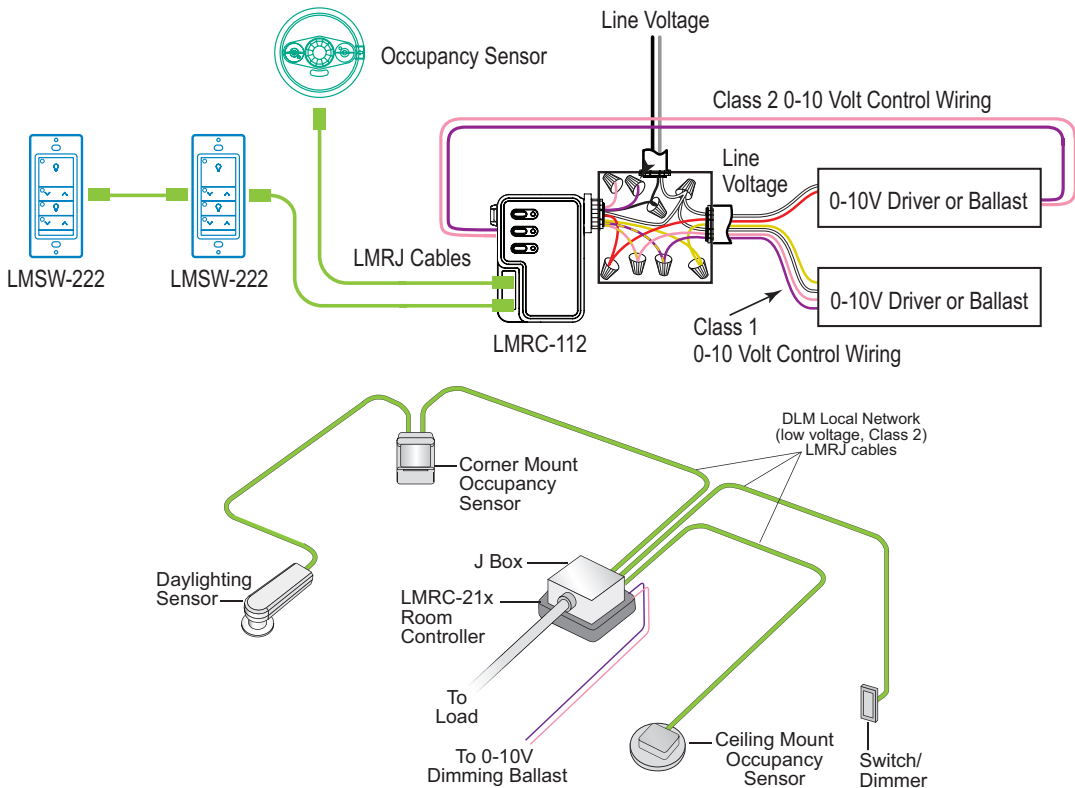 Line Voltage
Occupancy Sensor
Class 2 0-10 Volt Control Wiring
Line
Voltage
0-10V Driver or Ballast
LMSW-222
LMSW-222
LMRJ Cables
0-10V Driver or Ballast
LMRC-112
Class 1
0-10 Volt Control Wiring
DLM Local Network
(low voltage, Class 2)
LMRJ cables
Corner Mount
Occupancy
Sensor
J Box
Daylighting
Sensor
LMRC-21x
Room
Controller
To
Load
To 0-10V
Dimming Ballast
Ceiling Mount
Occupancy
Sensor
Switch/
Dimmer